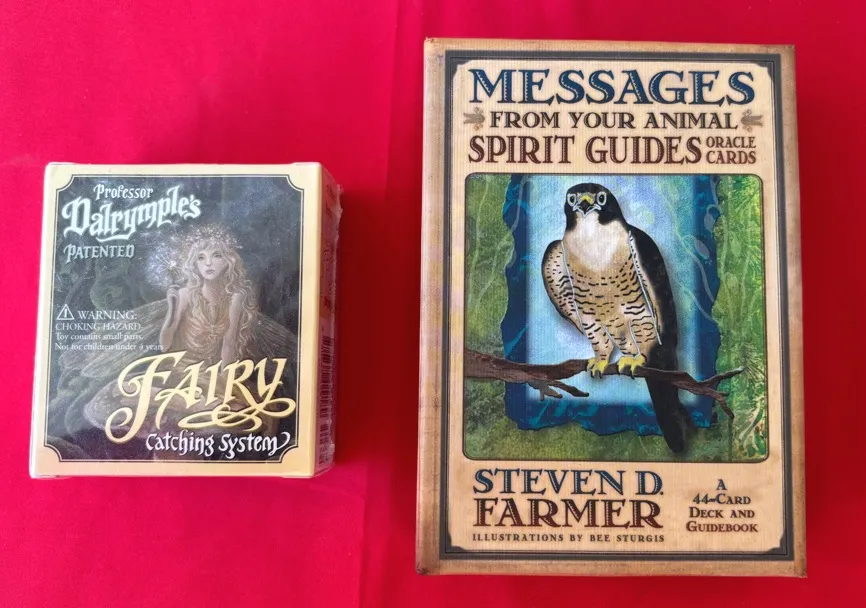 Professor
Dalrymple's
PATENTED
⚠ WARNING:
CHOKING HAZARD.
Toy contains small parts.
Not for children under 4 years
FAIRY
Catching System
MESSAGES
FROM YOUR ANIMAL
SPIRIT GUIDES ORACLE CARDS
STEVEN D.
FARMER
ILLUSTRATIONS BY BEE STURGIS
A
44-CARD
DECK AND
GUIDEBOOK